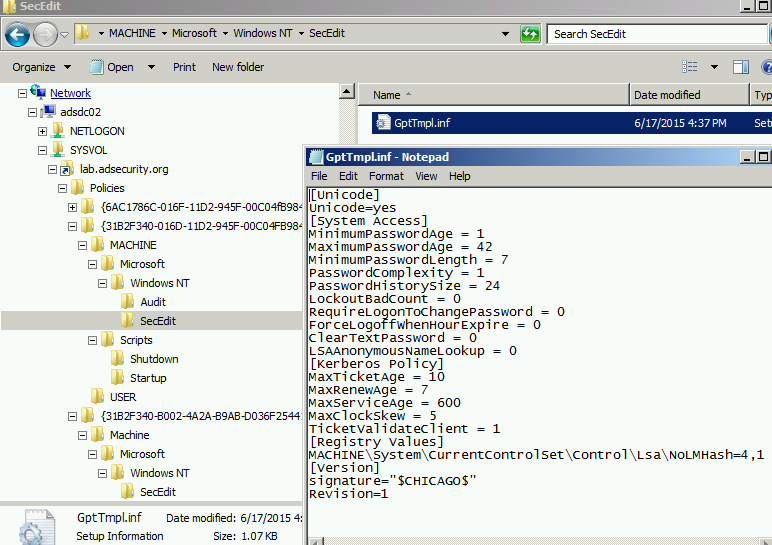 SecEdit
MACHINE Microsoft Windows NT SecEdit
Search SecEdit
Organize Open Print New folder
Network
adsdc02
NETLOGON
SYSVOL
lab.adsecurity.org
Policies
{6AC1786C-016F-11D2-945F-00C04fB984
{31B2F340-016D-11D2-945F-00C04FB984
MACHINE
Microsoft
Windows NT
Audit
SecEdit
Scripts
Shutdown
Startup
USER
{31B2F340-B002-4A2A-B9AB-D036F2544
Machine
Microsoft
Windows NT
SecEdit
Name Date modified Typ
GptTmpl.inf 6/17/2015 4:37 PM Setu
GptTmpl.inf - Notepad
File Edit Format View Help
[Unicode]
Unicode=yes
[System Access]
MinimumPasswordAge = 1
MaximumPasswordAge = 42
MinimumPasswordLength = 7
PasswordComplexity = 1
PasswordHistorySize = 24
LockoutBadCount = 0
RequireLogonToChangePassword = 0
ForceLogoffWhenHourExpire = 0
ClearTextPassword = 0
LSAAnonymousNameLookup = 0
[Kerberos Policy]
MaxTicketAge = 10
MaxRenewAge = 7
MaxServiceAge = 600
MaxClockSkew = 5
TicketValidateClient = 1
[Registry Values]
MACHINE\System\CurrentControlSet\Control\Lsa\NoLMHash=4,1
[Version]
signature="$CHICAGO$"
Revision=1
GptTmpl.inf Date modified: 6/17/2015 4:
Setup Information Size: 1.07 KB